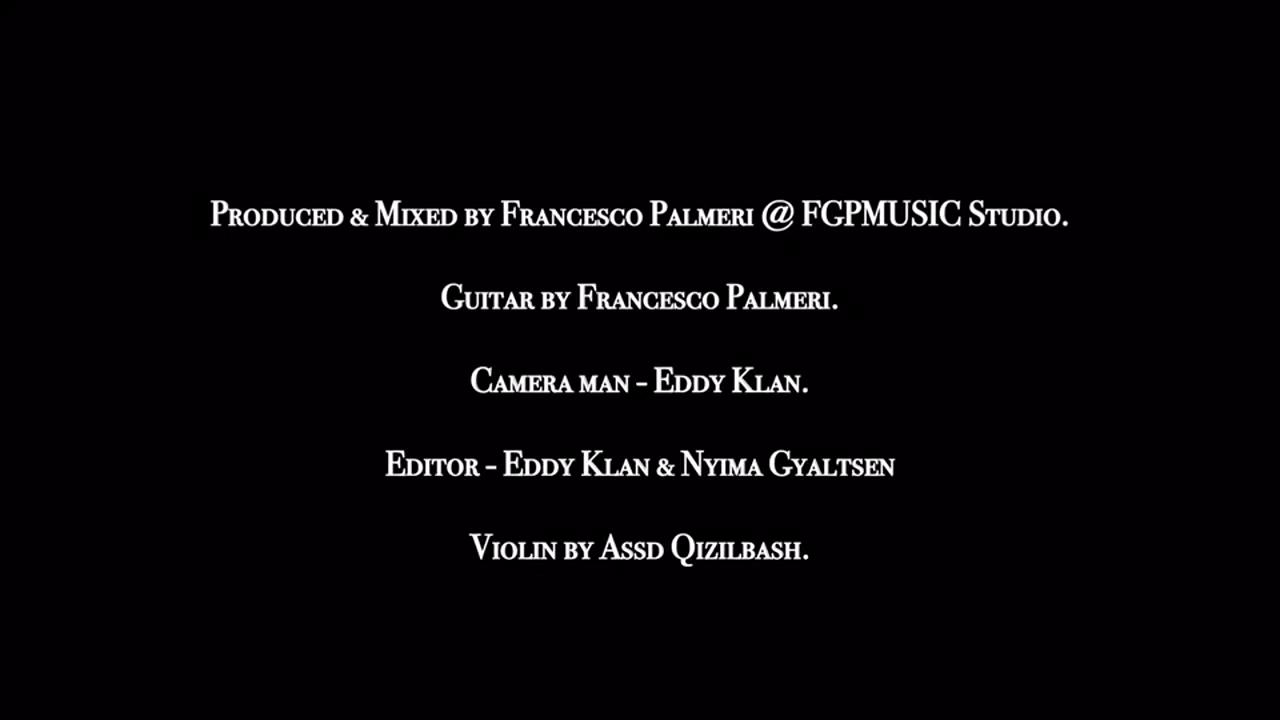 Produced & Mixed by Francesco Palmeri @ FGPMUSIC Studio.
Guitar by Francesco Palmeri.
Camera man - Eddy Klan.
Editor - Eddy Klan & Nyima Gyaltsen
Violin by Assd Qizilbash.